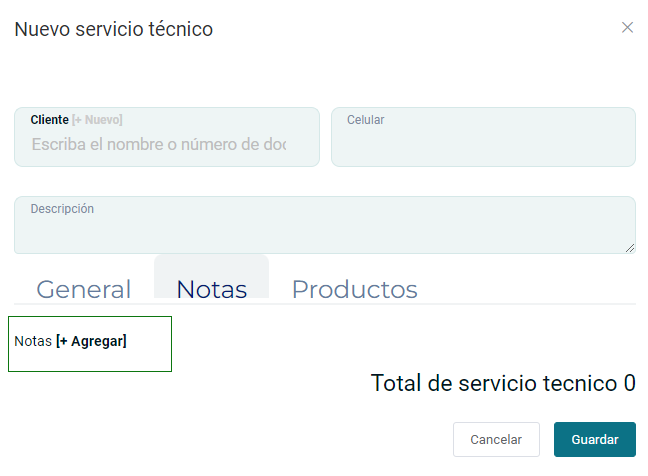 Nuevo servicio técnico
Cliente [+ Nuevo]
Celular
Escriba el nombre o número de doc
Descripción
General
Notas
Productos
Notas [+ Agregar]
Total de servicio tecnico 0
Cancelar
Guardar